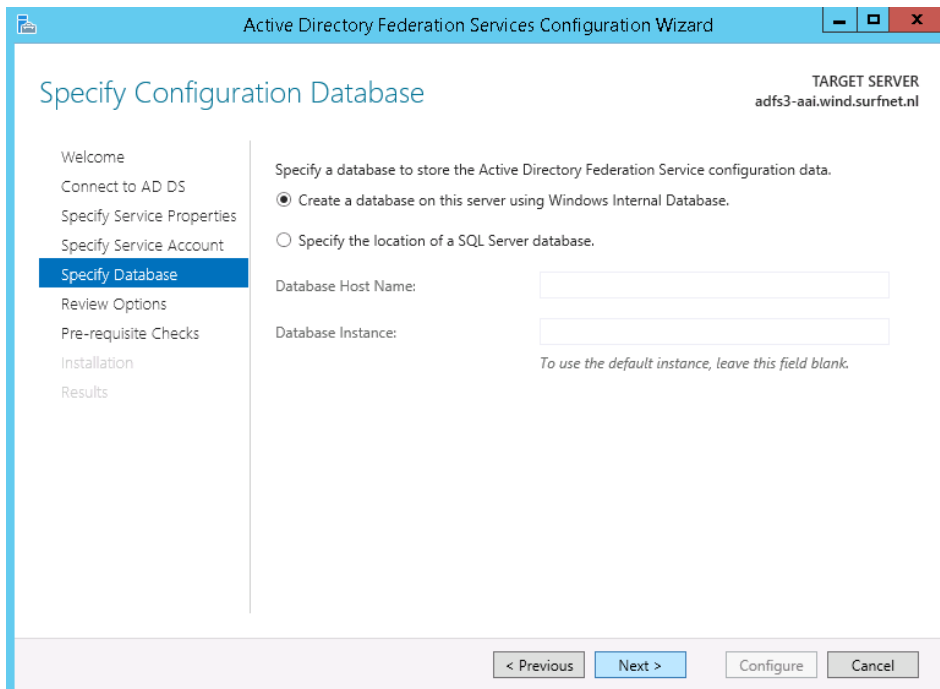 Active Directory Federation Services Configuration Wizard
Specify Configuration Database
TARGET SERVER
adfs3-aai.wind.surfnet.nl
Welcome
Connect to AD DS
Specify Service Properties
Specify Service Account
Specify Database
Review Options
Pre-requisite Checks
Installation
Results
Specify a database to store the Active Directory Federation Service configuration data.
Create a database on this server using Windows Internal Database.
Specify the location of a SQL Server database.
Database Host Name:
Database Instance:
To use the default instance, leave this field blank.
< Previous
Next >
Configure
Cancel